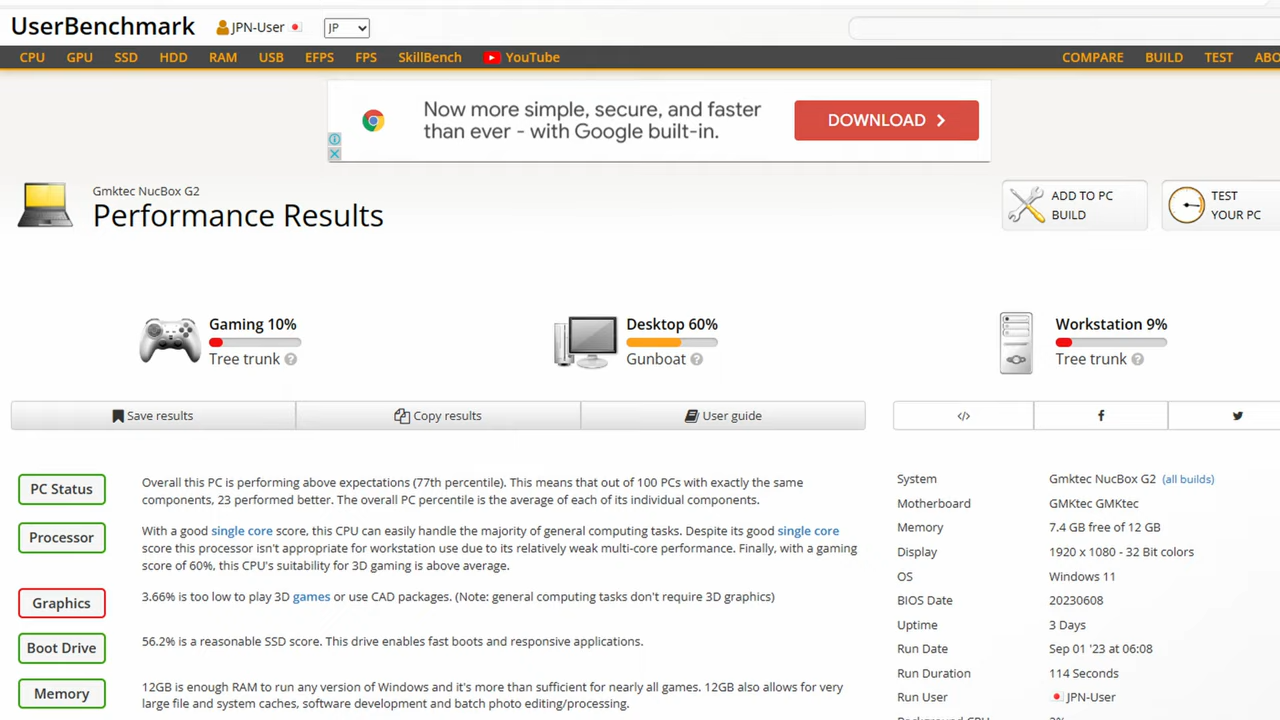 UserBenchmark JPN-User JP
CPU GPU SSD HDD RAM USB EFPS FPS SkillBench YouTube COMPARE BUILD TEST
Now more simple, secure, and faster
than ever - with Google built-in.
DOWNLOAD
Gmktec NucBox G2
Performance Results
ADD TO PC
BUILD
TEST
YOUR PC
Gaming 10%
Tree trunk ?
Desktop 60%
Gunboat ?
Workstation 9%
Tree trunk ?
Save results Copy results User guide </> f
PC Status
Overall this PC is performing above expectations (77th percentile). This means that out of 100 PCs with exactly the same
components, 23 performed better. The overall PC percentile is the average of each of its individual components.
Processor
With a good single core score, this CPU can easily handle the majority of general computing tasks. Despite its good single core
score this processor isn't appropriate for workstation use due to its relatively weak multi-core performance. Finally, with a gaming
score of 60%, this CPU's suitability for 3D gaming is above average.
Graphics
3.66% is too low to play 3D games or use CAD packages. (Note: general computing tasks don't require 3D graphics)
Boot Drive
56.2% is a reasonable SSD score. This drive enables fast boots and responsive applications.
Memory
12GB is enough RAM to run any version of Windows and it's more than sufficient for nearly all games. 12GB also allows for very
large file and system caches, software development and batch photo editing/processing.
System Gmktec NucBox G2 (all builds)
Motherboard GMKtec GMKtec
Memory 7.4 GB free of 12 GB
Display 1920 x 1080 - 32 Bit colors
OS Windows 11
BIOS Date 20230608
Uptime 3 Days
Run Date Sep 01 '23 at 06:08
Run Duration 114 Seconds
Run User JPN-User